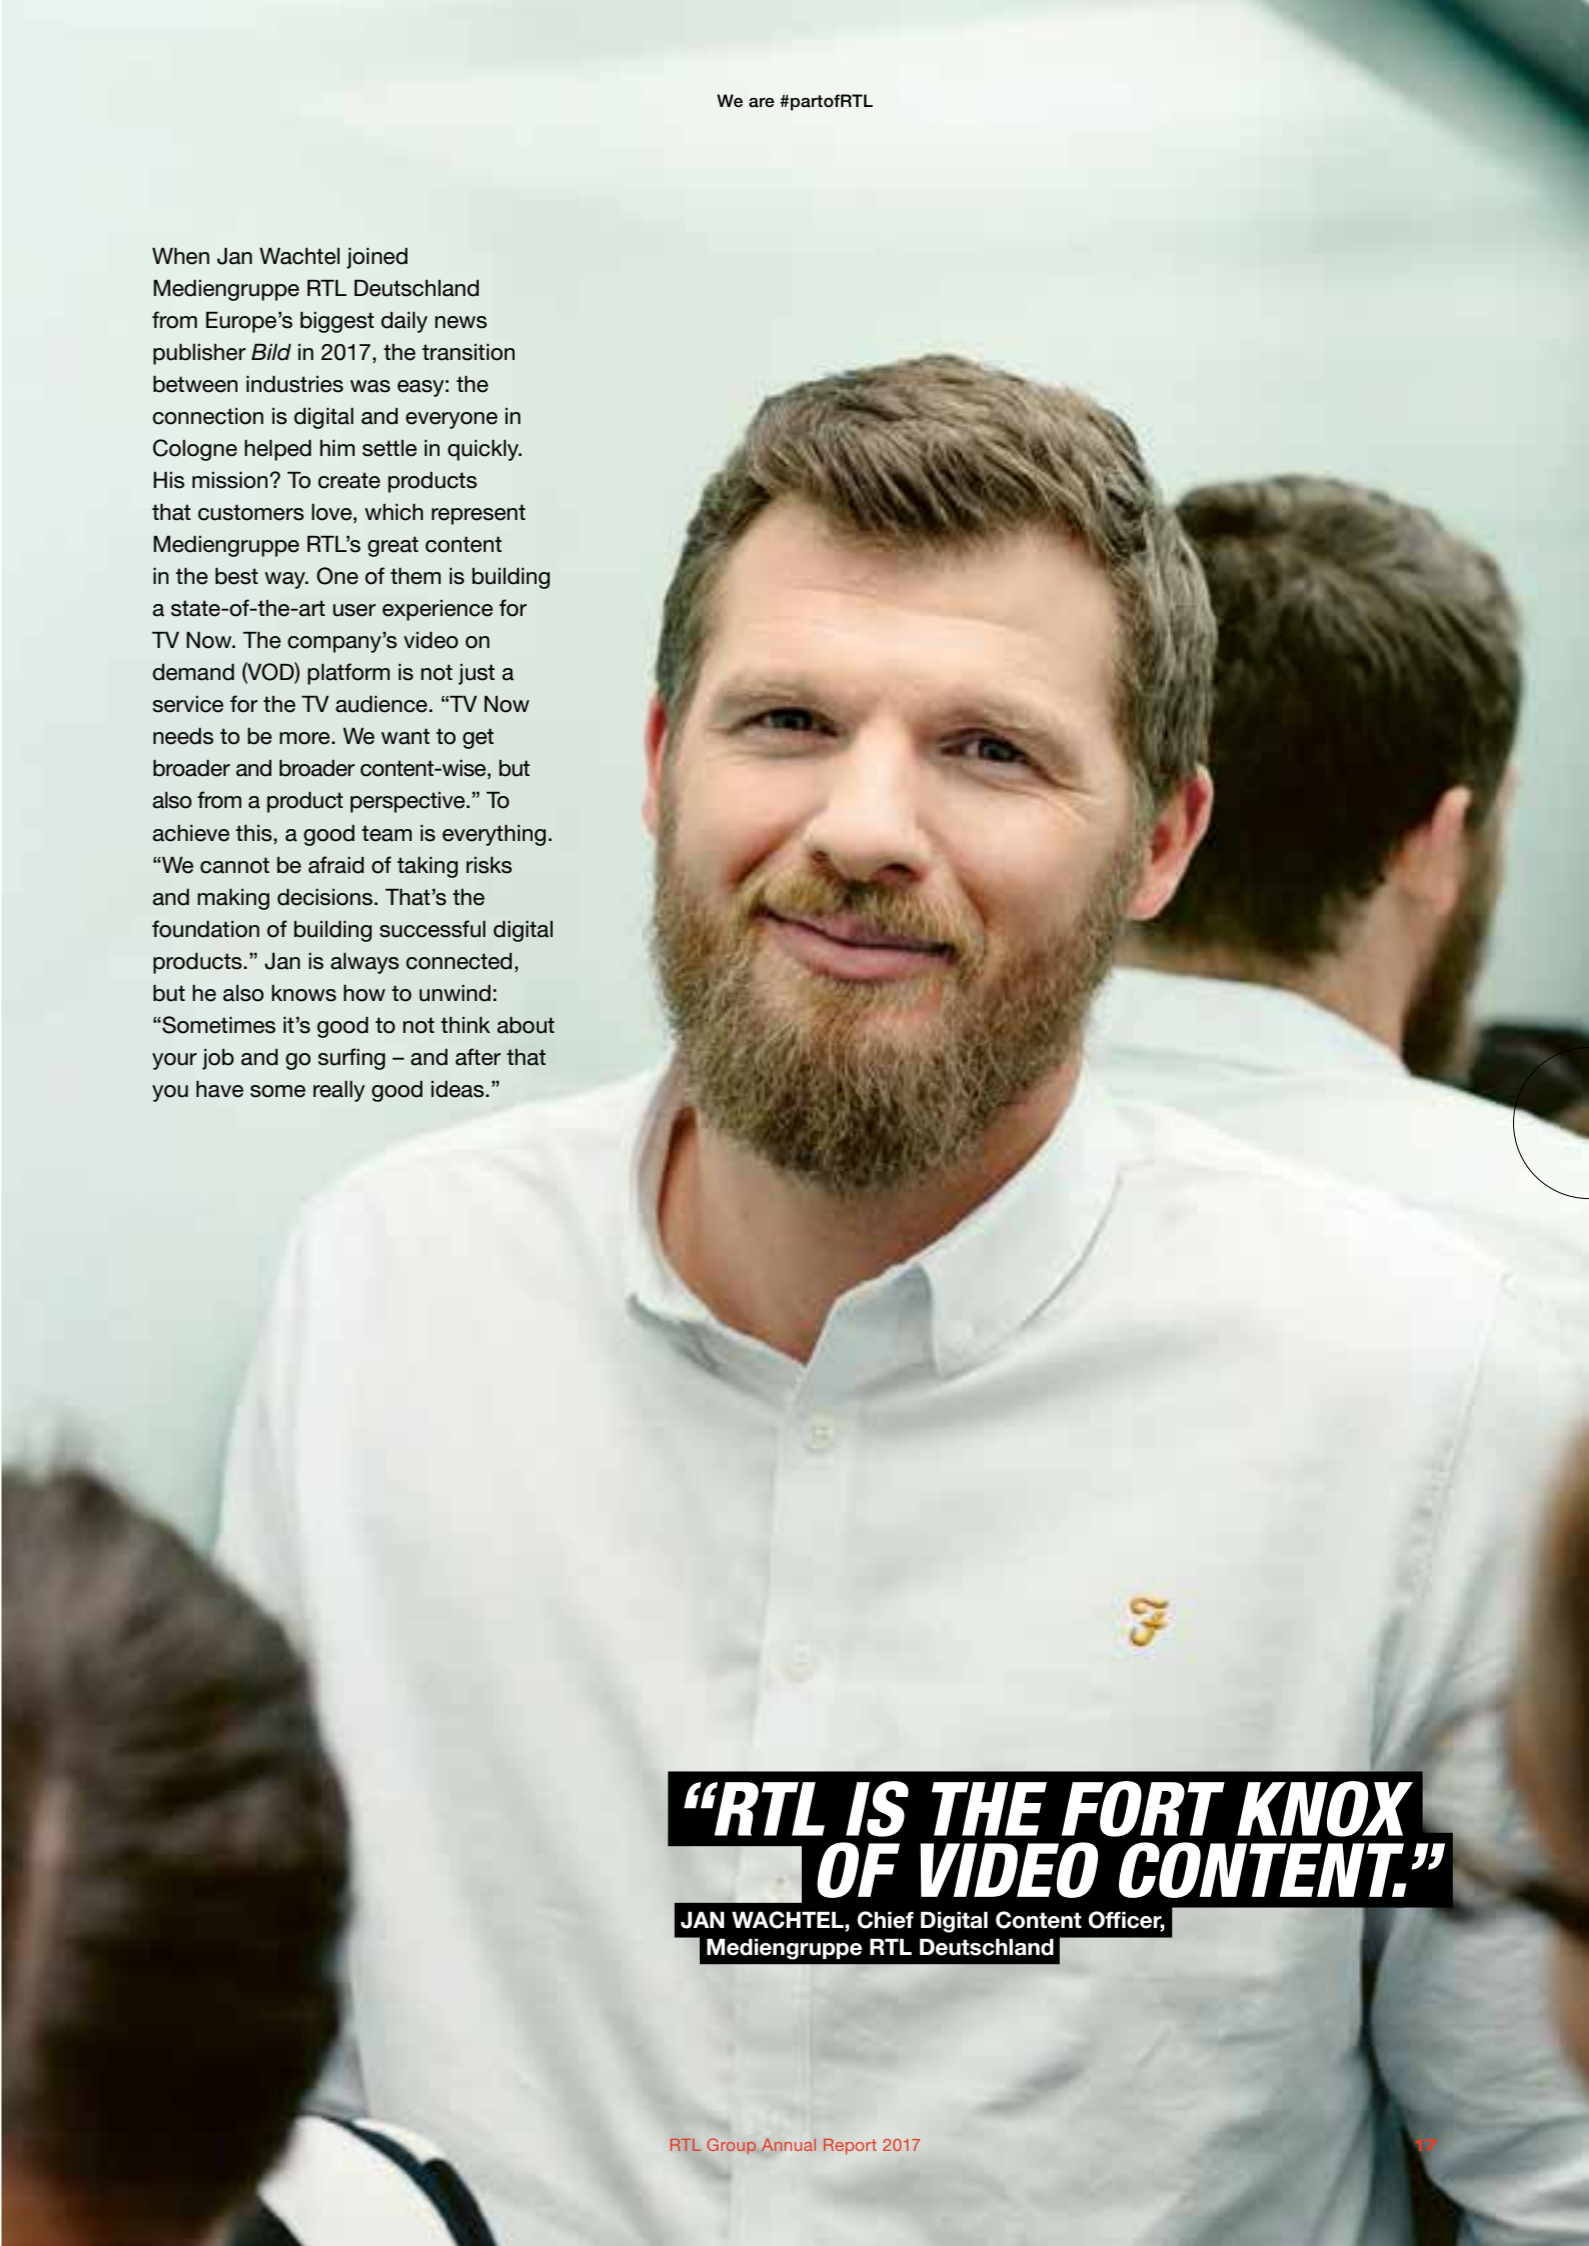 We are #partofRTL
When Jan Wachtel joined
Mediengruppe RTL Deutschland
from Europe’s biggest daily news
publisher Bild in 2017, the transition
between industries was easy: the
connection is digital and everyone in
Cologne helped him settle in quickly.
His mission? To create products
that customers love, which represent
Mediengruppe RTL’s great content
in the best way. One of them is building
a state-of-the-art user experience for
TV Now. The company’s video on
demand (VOD) platform is not just a
service for the TV audience. “TV Now
needs to be more. We want to get
broader and broader content-wise, but
also from a product perspective.” To
achieve this, a good team is everything.
“We cannot be afraid of taking risks
and making decisions. That’s the
foundation of building successful digital
products.” Jan is always connected,
but he also knows how to unwind:
“Sometimes it’s good to not think about
your job and go surfing – and after that
you have some really good ideas.”
F
“RTL IS THE FORT KNOX
OF VIDEO CONTENT.”
JAN WACHTEL, Chief Digital Content Officer,
Mediengruppe RTL Deutschland
RTL Group Annual Report 2017
17